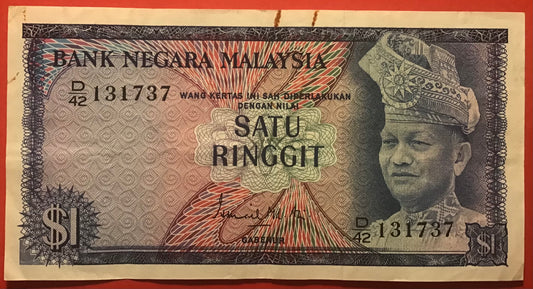 BANK NEGARA MALAYSIA
D/42 131737
WANG KERTAS INI SAH DIPERLAKUKAN
DENGAN NILAI
SATU
RINGGIT
GABENOR
D/42 131737
$1
$1